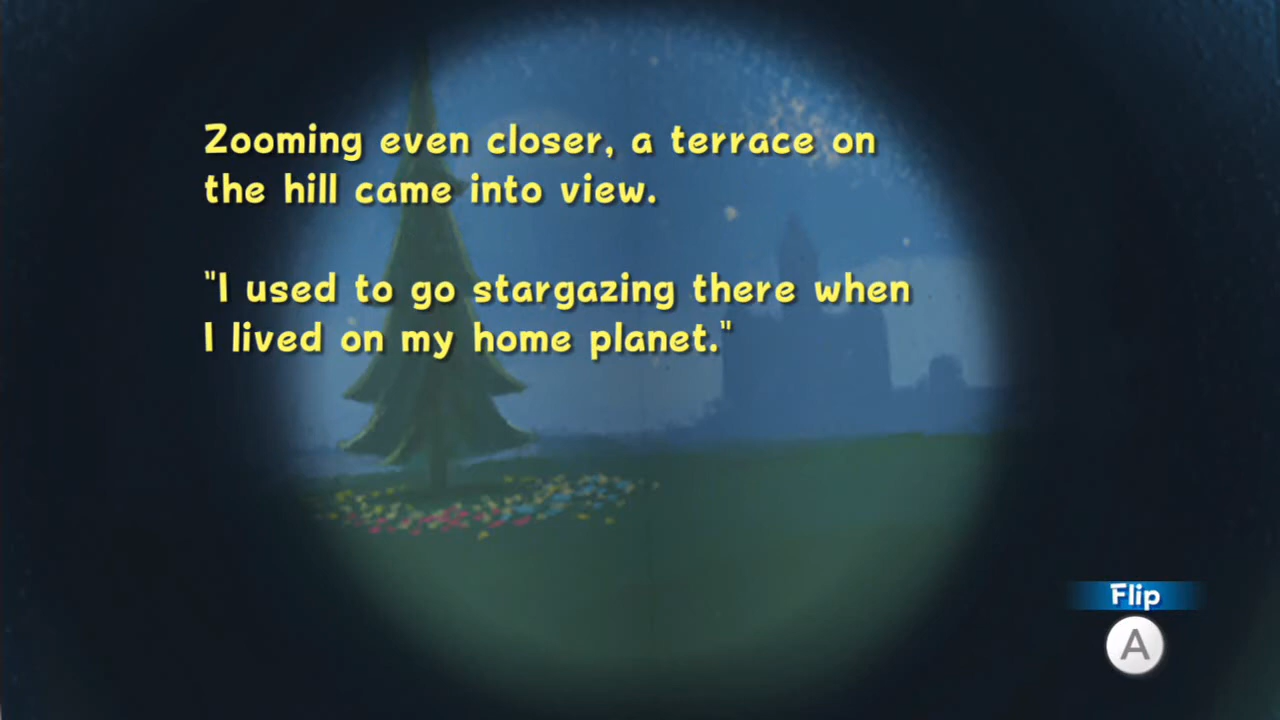 Zooming even closer, a terrace on
the hill came into view.
"I used to go stargazing there when
I lived on my home planet."
Flip
A